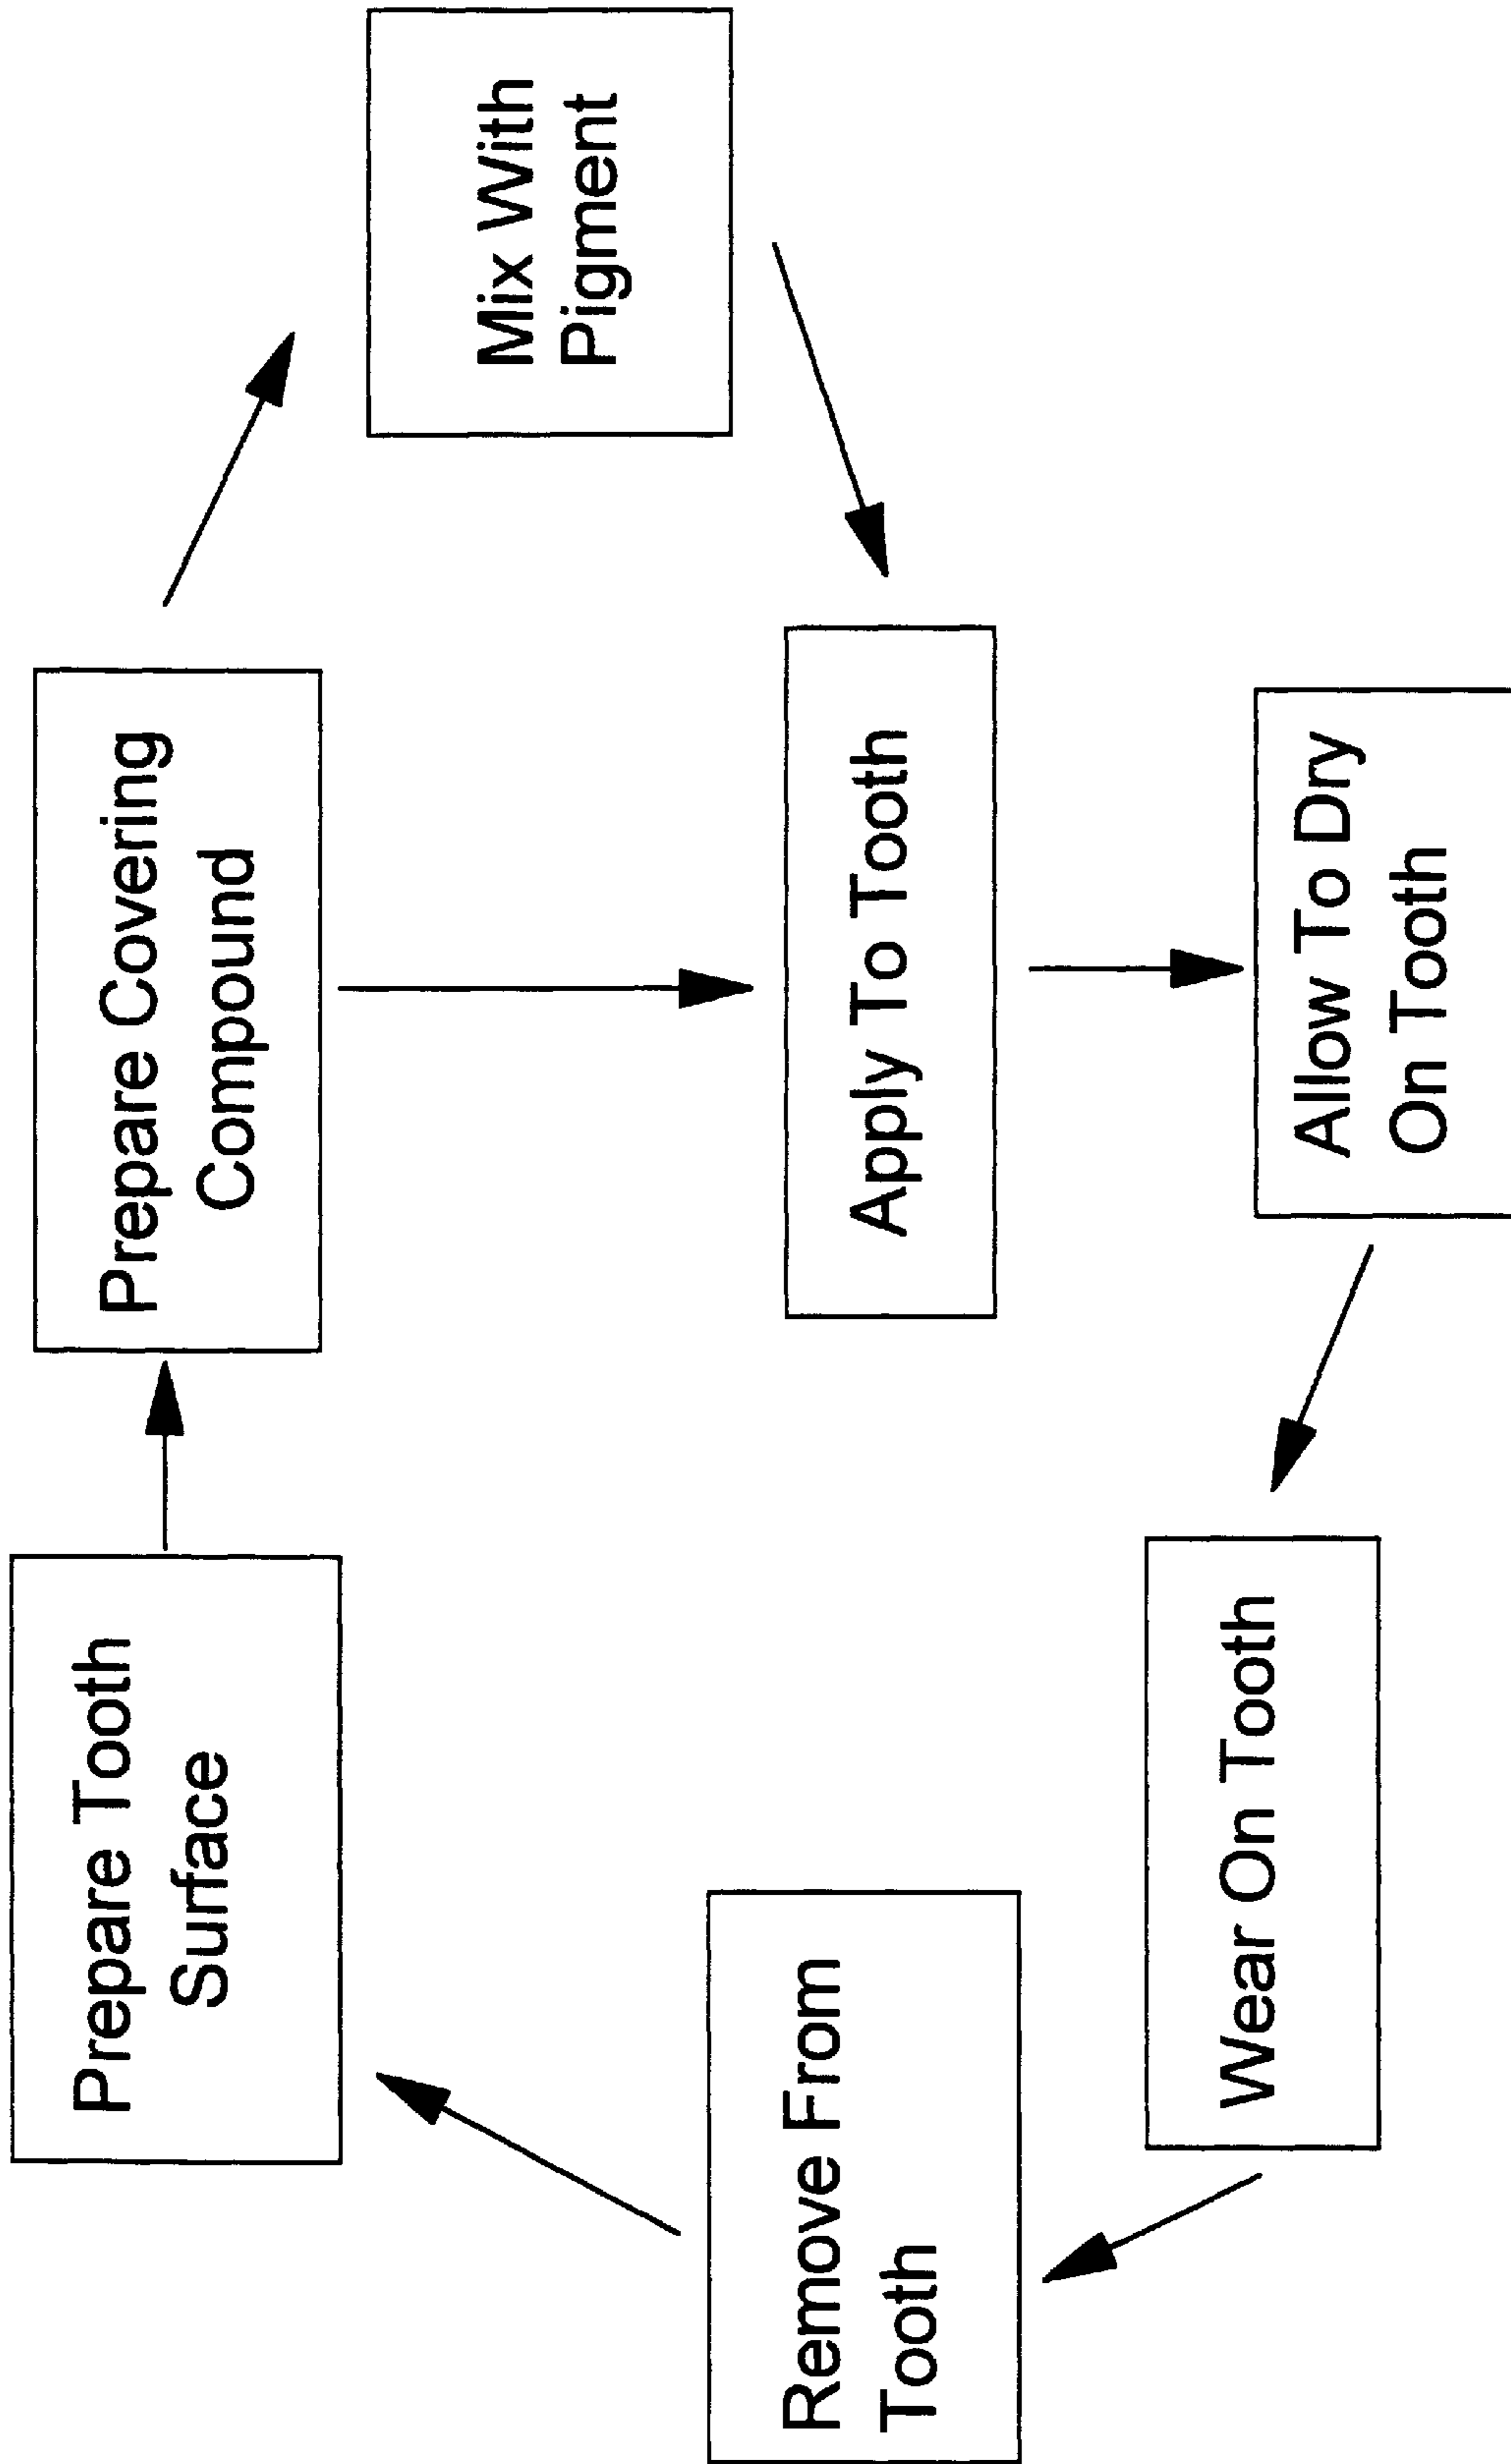 Prepare Tooth
Surface
Prepare Covering
Compound
Mix With
Pigment
Apply To Tooth
Allow To Dry
On Tooth
Wear On Tooth
Remove From
Tooth